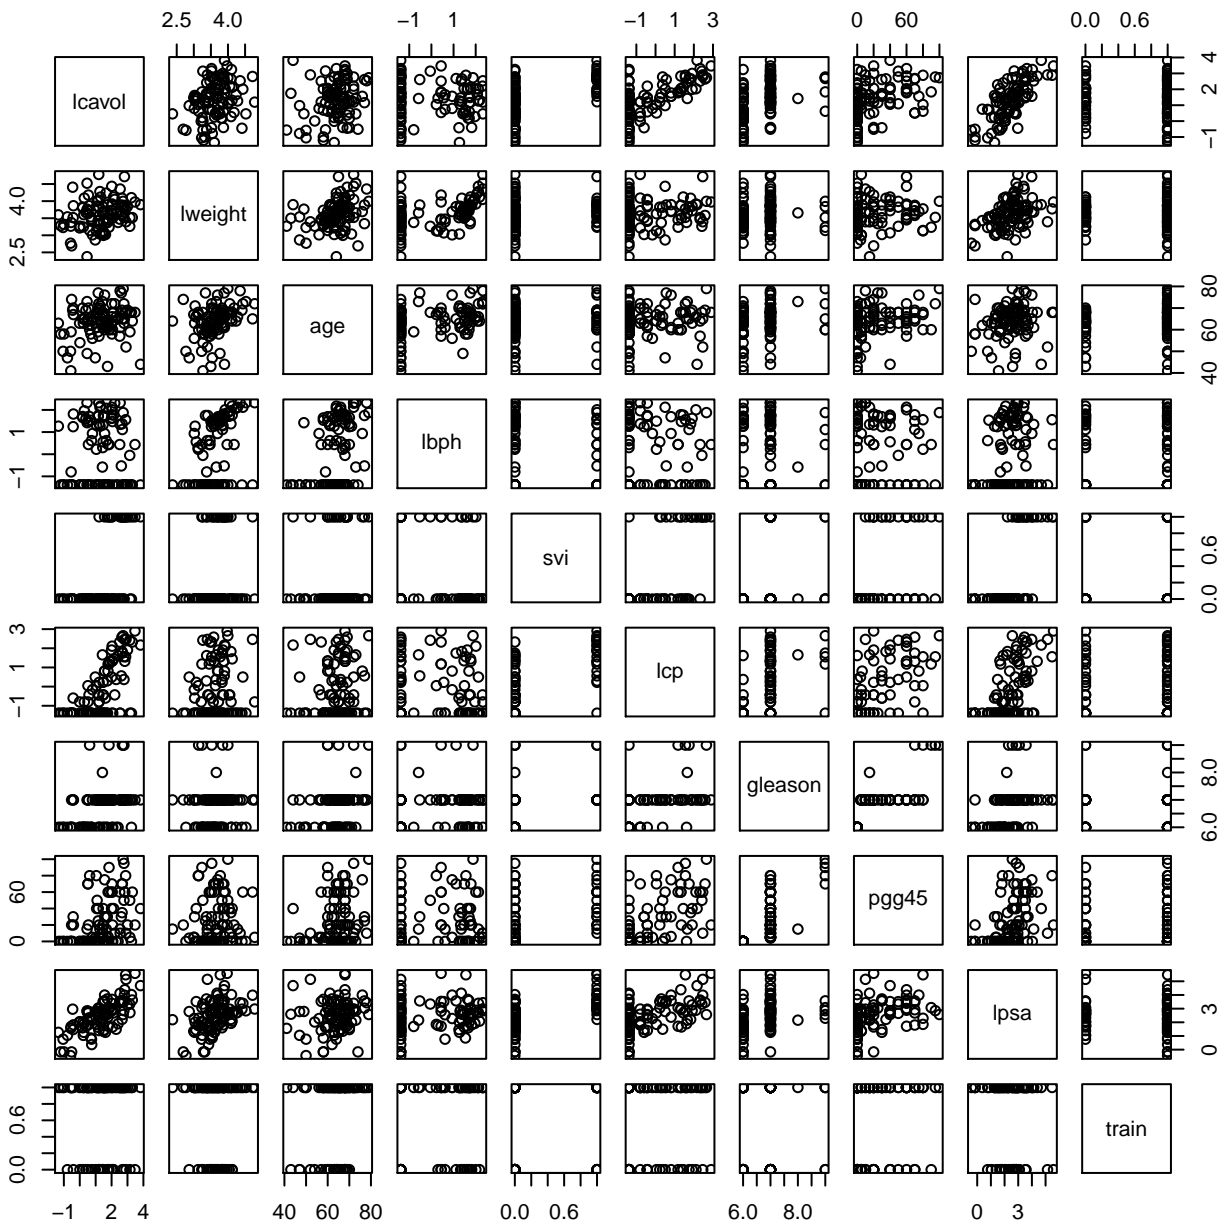 2.5 4.0 −1 1 −1 1 3 0 60 0.0 0.6
lcavol −1 2 4
2.5 4.0 lweight
age 40 60 80
−1 1 lbph
svi 0.0 0.6
−1 1 3 lcp
gleason 6.0 8.0
0 60 pgg45
lpsa 0 3
0.0 0.6 train
−1 2 4 40 60 80 0.0 0.6 6.0 8.0 0 3